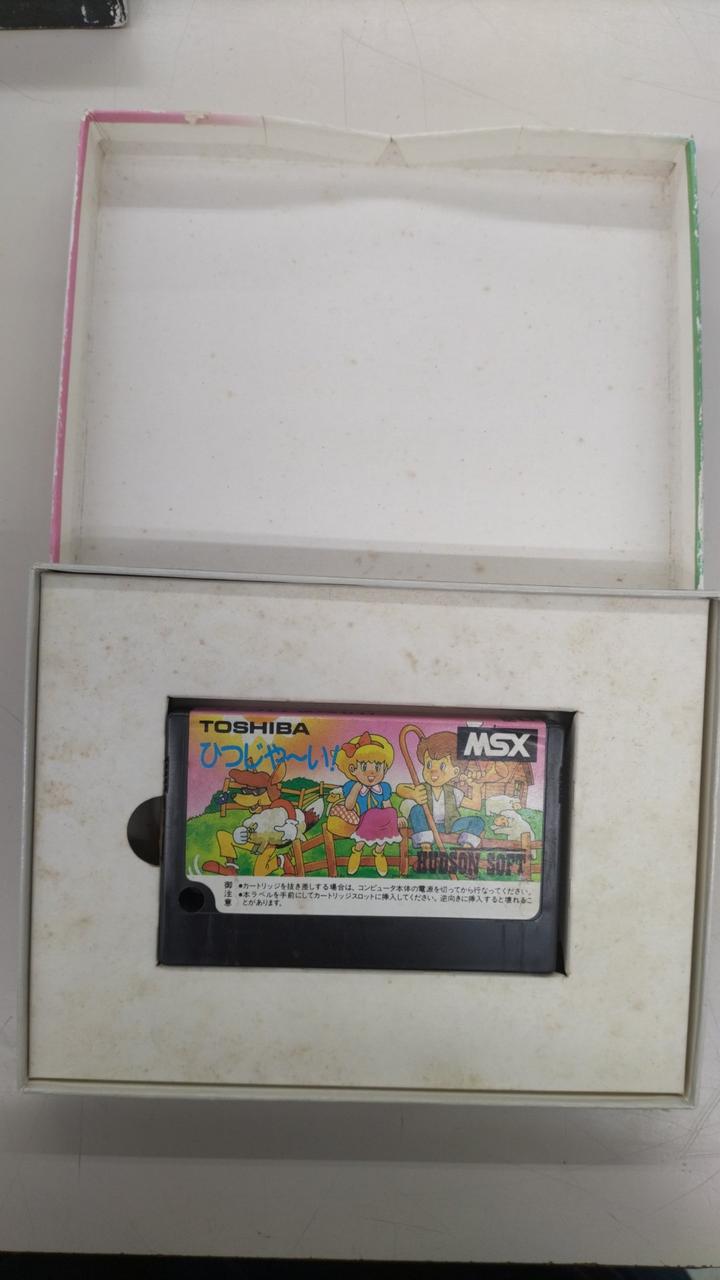 TOSHIBA
MSX
ひつじや〜い!
HUDSON SOFT
御注意
●カートリッジを抜き差しする場合は、コンピュータ本体の電源を切ってから行なってください。
●本ラベルを手前にしてカートリッジスロットに挿入してください。逆向きに挿入すると壊れるこ
とがあります。